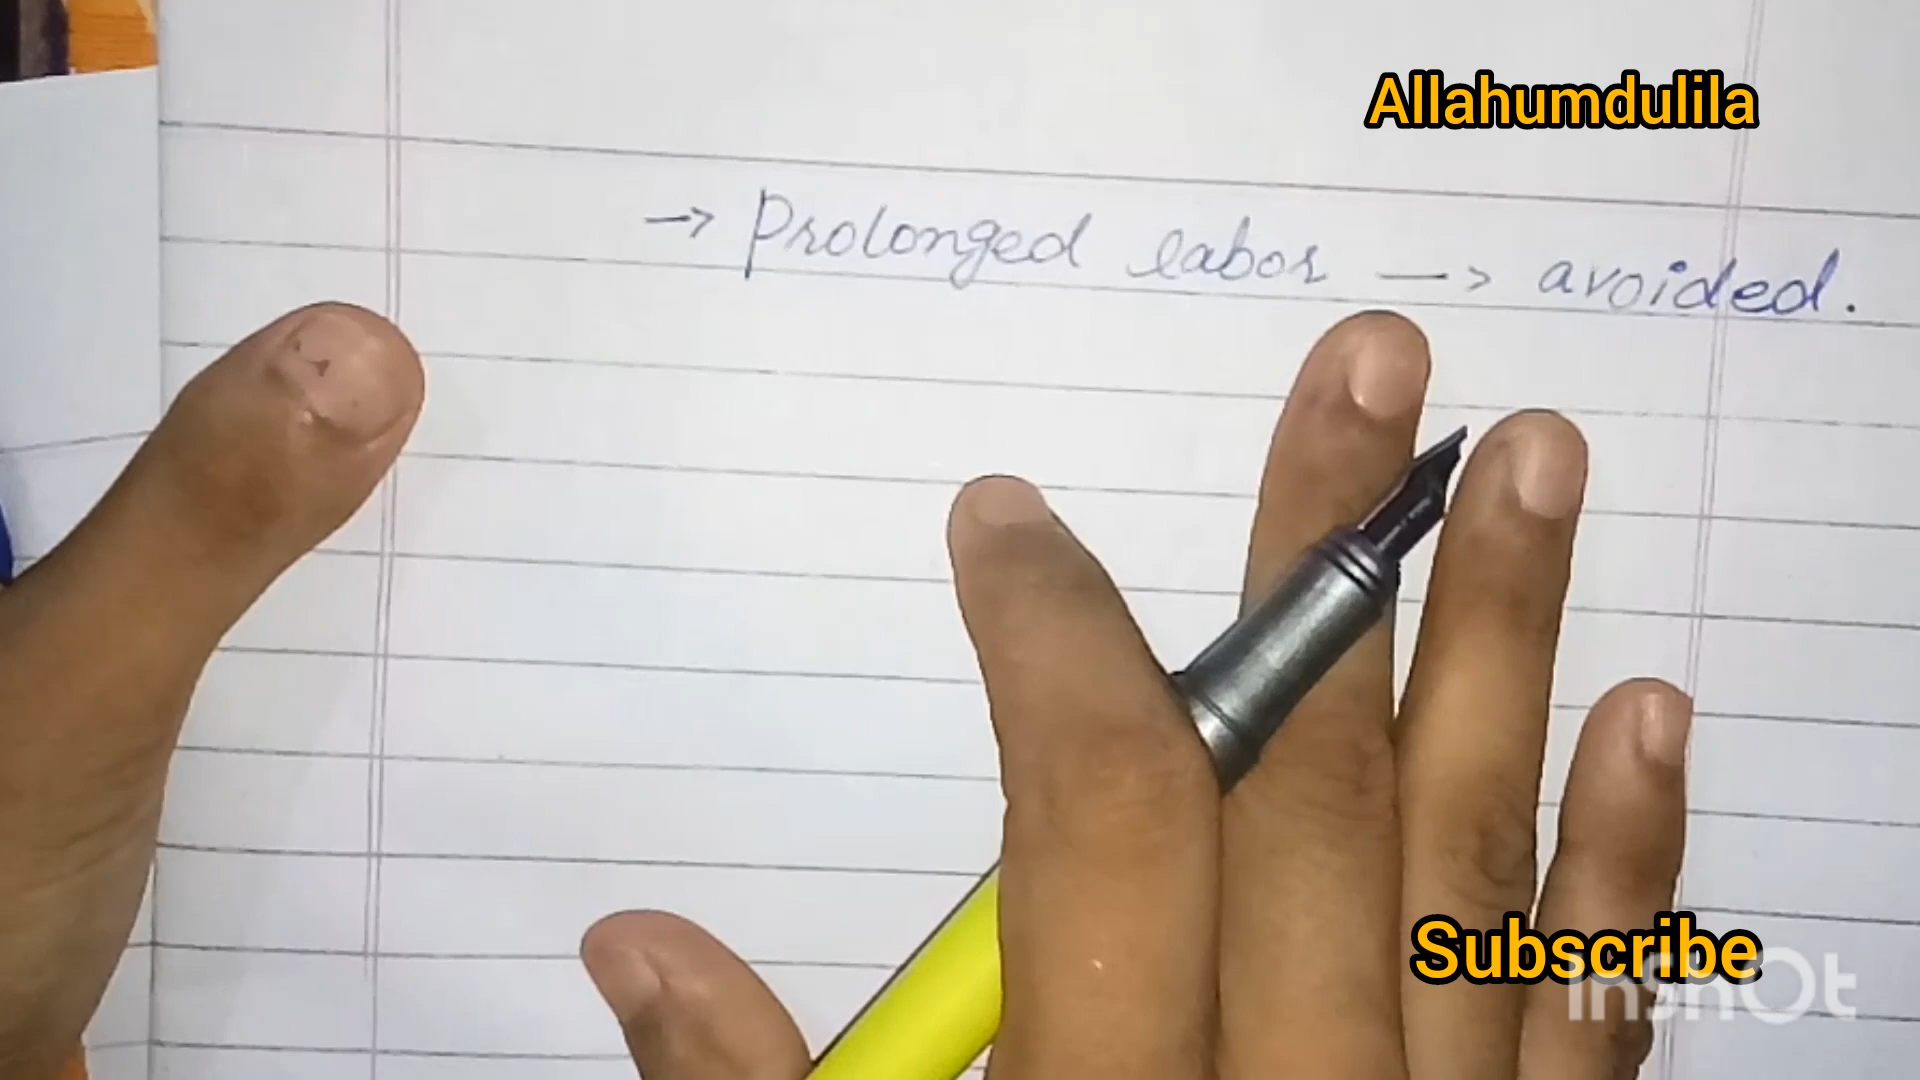 Allahumdulila
→ Prolonged labor → avoided.
Subscribe
InShOt